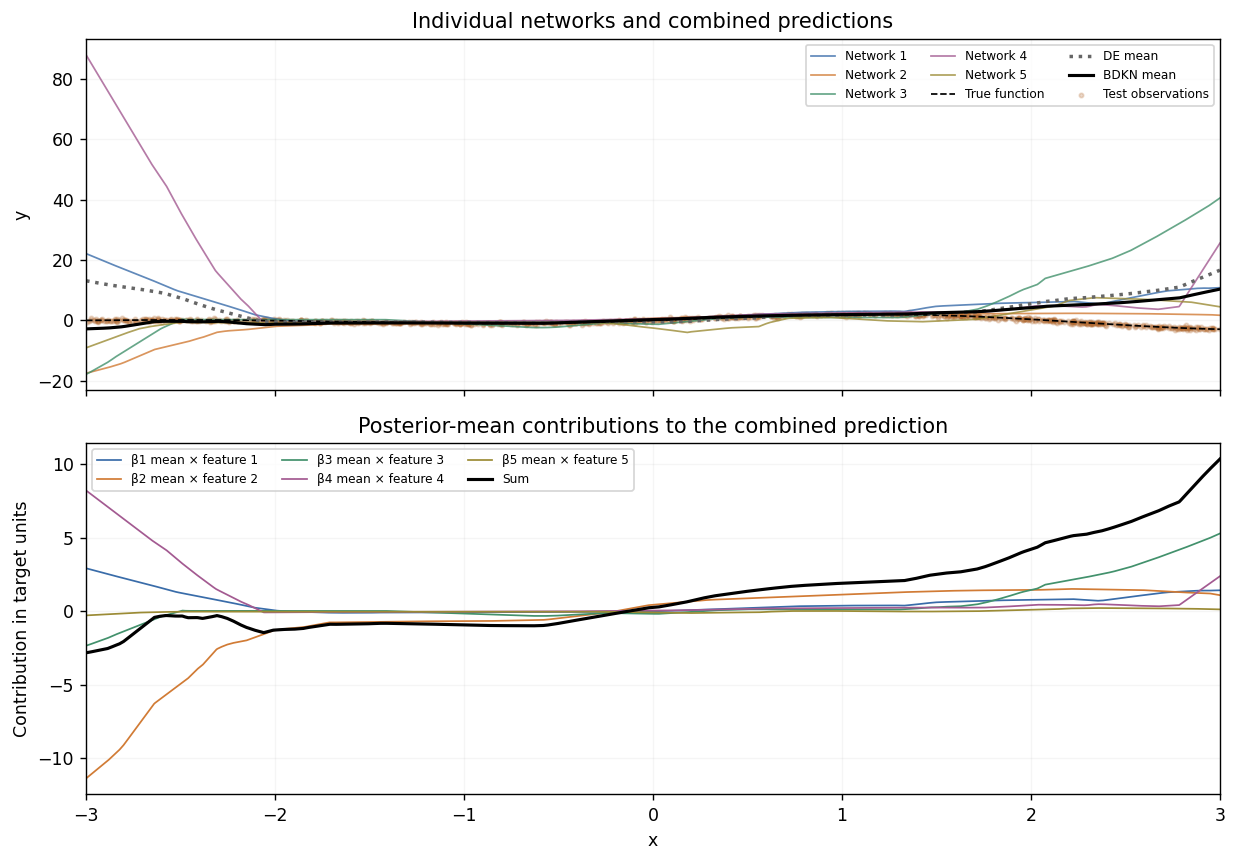 Individual networks and combined predictions
Network 1
Network 2
Network 3
Network 4
Network 5
True function
DE mean
BDKN mean
Test observations
80
60
40
20
0
−20
y
Posterior-mean contributions to the combined prediction
β1 mean × feature 1
β2 mean × feature 2
β3 mean × feature 3
β4 mean × feature 4
β5 mean × feature 5
Sum
10
5
0
−5
−10
Contribution in target units
−3
−2
−1
0
1
2
3
x